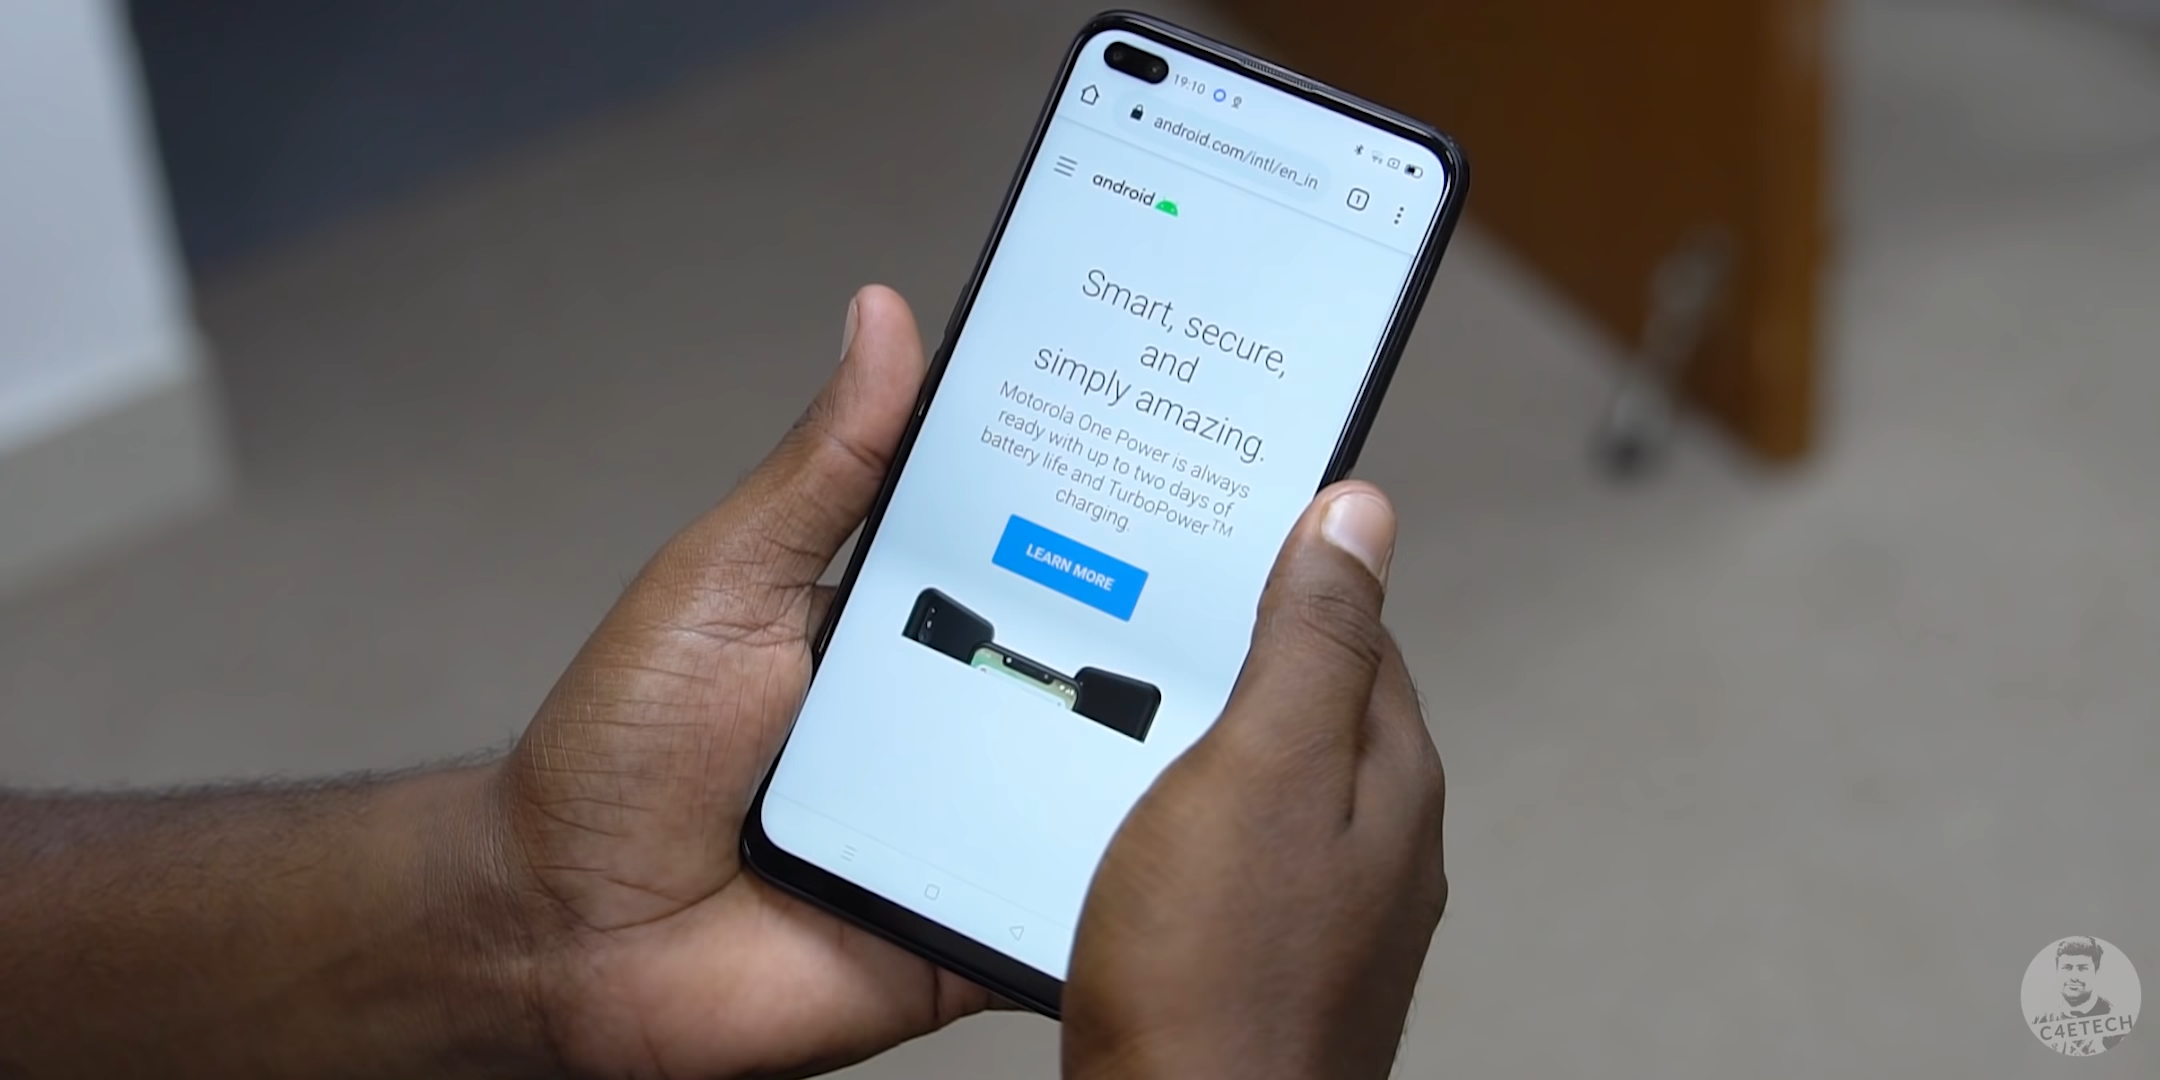 19:10
android.com/intl/en_in
1
android
Smart, secure,
and
simply amazing.
Motorola One Power is always
ready with up to two days of
battery life and TurboPower™
charging.
LEARN MORE
C4ETECH